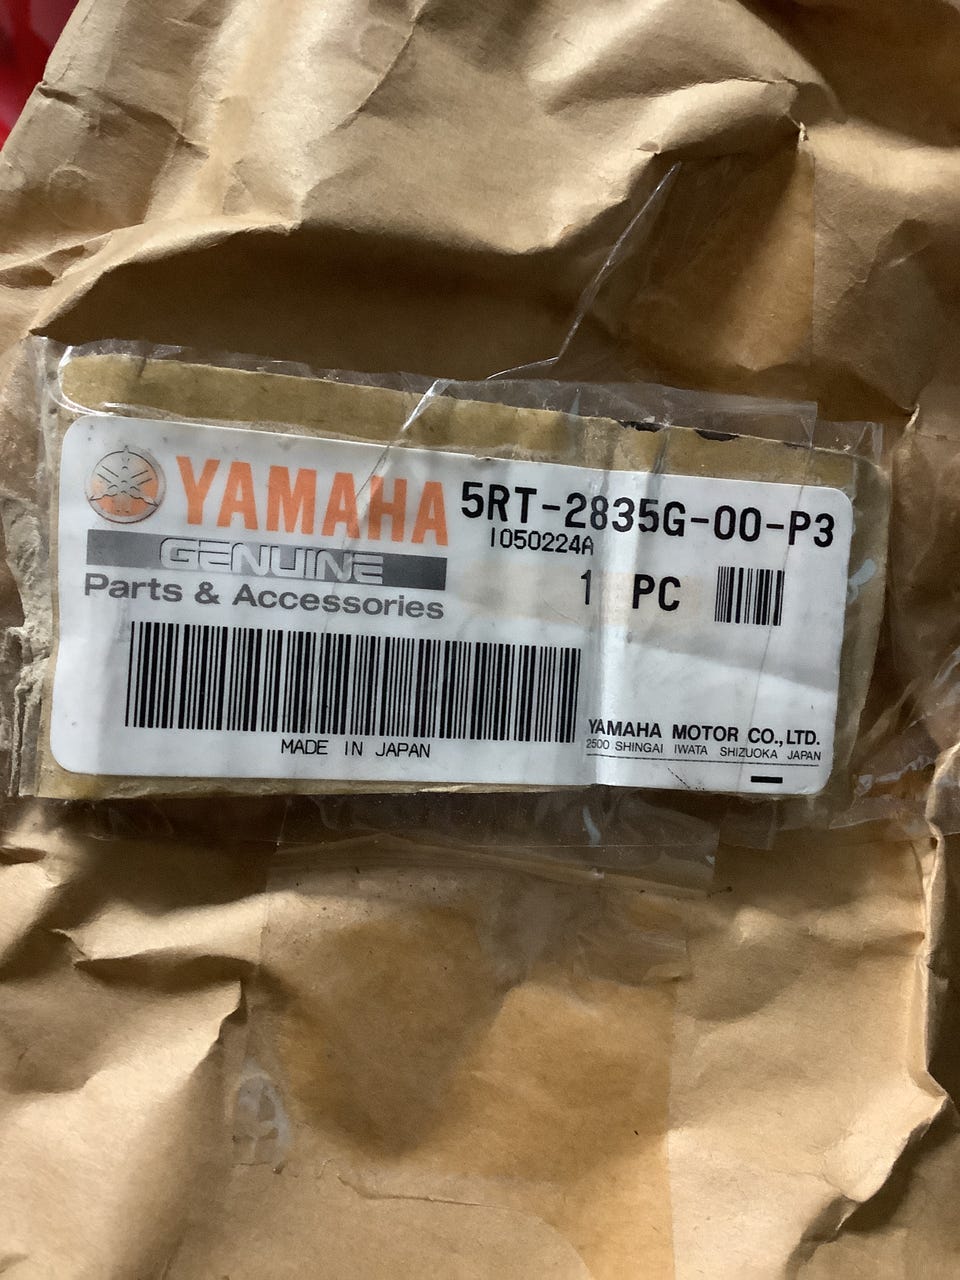 YAMAHA
GENUINE
Parts & Accessories
5RT-2835G-00-P3
1050224A
1 PC
MADE IN JAPAN
YAMAHA MOTOR CO.,LTD.
2500 SHINGAI IWATA SHIZUOKA JAPAN